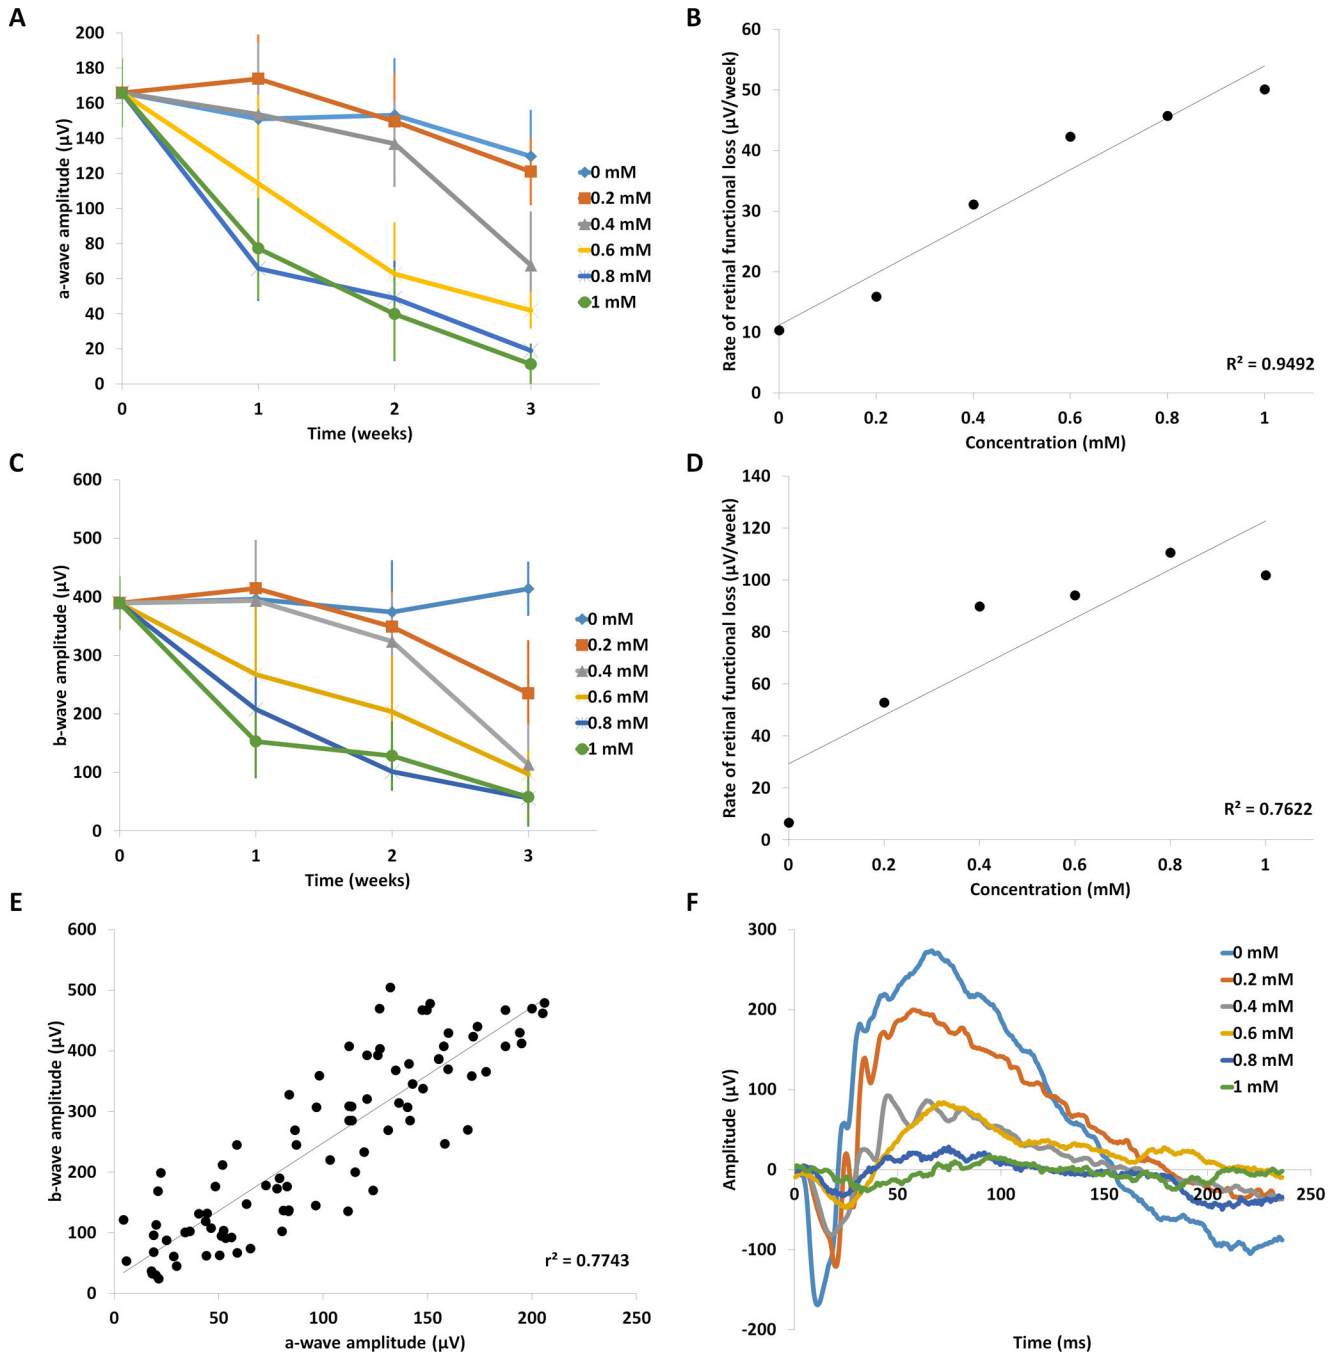 A
a-wave amplitude (µV)
200
180
160
140
120
100
80
60
40
20
0
0 1 2 3
Time (weeks)
0 mM
0.2 mM
0.4 mM
0.6 mM
0.8 mM
1 mM
B
Rate of retinal functional loss (µV/week)
60
50
40
30
20
10
0
0 0.2 0.4 0.6 0.8 1
Concentration (mM)
R² = 0.9492
C
b-wave amplitude (µV)
600
500
400
300
200
100
0
0 1 2 3
Time (weeks)
0 mM
0.2 mM
0.4 mM
0.6 mM
0.8 mM
1 mM
D
Rate of retinal functional loss (µV/week)
140
120
100
80
60
40
20
0
0 0.2 0.4 0.6 0.8 1
Concentration (mM)
R² = 0.7622
E
b-wave amplitude (µV)
600
500
400
300
200
100
0
0 50 100 150 200 250
a-wave amplitude (µV)
r² = 0.7743
F
Amplitude (µV)
300
200
100
0
-100
-200
0 50 100 150 200 250
Time (ms)
0 mM
0.2 mM
0.4 mM
0.6 mM
0.8 mM
1 mM